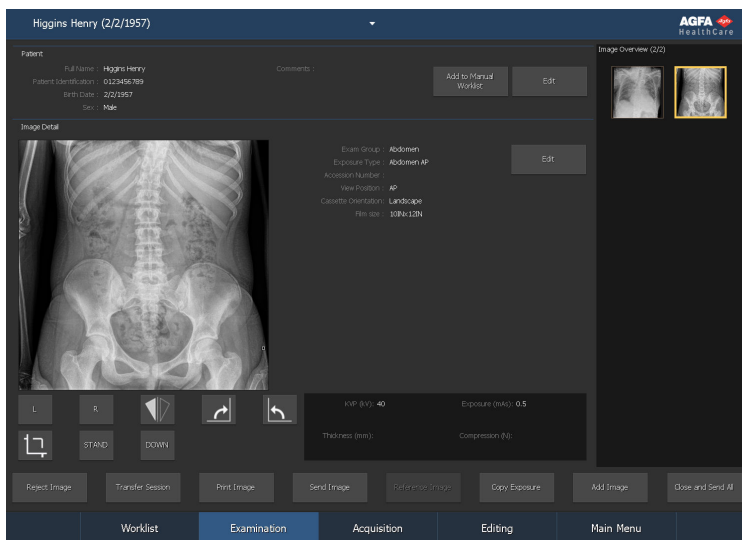 Higgins Henry (2/2/1957)
AGFA
HealthCare
Patient
Full Name : Higgins Henry
Patient Identification : 0123456789
Birth Date : 2/2/1957
Sex : Male
Comments :
Add to Manual
Worklist
Edit
Image Overview (2/2)
Image Detail
Exam Group : Abdomen
Exposure Type : Abdomen AP
Accession Number :
View Position : AP
Cassette Orientation: Landscape
Film size : 10INx12IN
Edit
L
R
STAND
DOWN
KVP (kV): 40
Exposure (mAs): 0.5
Thickness (mm):
Compression (N):
Reject Image
Transfer Session
Print Image
Send Image
Reference Image
Copy Exposure
Add Image
Close and Send All
Worklist
Examination
Acquisition
Editing
Main Menu